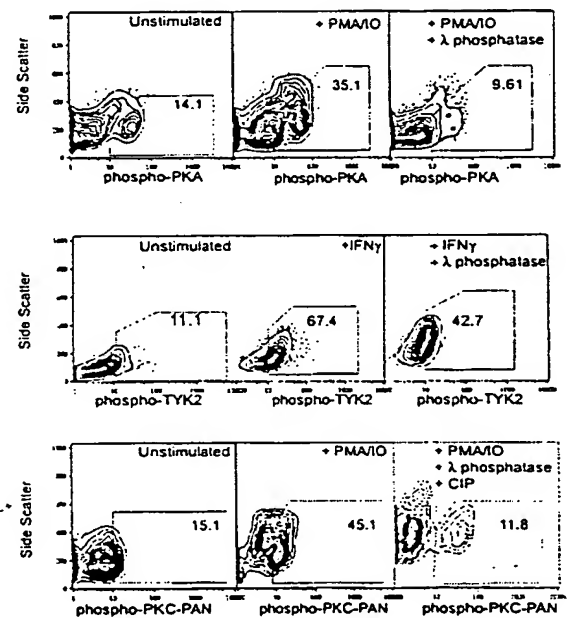 Unstimulated
+ PMA/IO
+ PMA/IO
+ λ phosphatase
Side Scatter
14.1
35.1
9.61
phospho-PKA
phospho-PKA
phospho-PKA
Unstimulated
+IFNγ
+ IFNγ
+ λ phosphatase
Side Scatter
11.1
67.4
42.7
phospho-TYK2
phospho-TYK2
phospho-TYK2
Unstimulated
+ PMA/IO
+ PMA/IO
+ λ phosphatase
+ CIP
Side Scatter
15.1
45.1
11.8
phospho-PKC-PAN
phospho-PKC-PAN
phospho-PKC-PAN